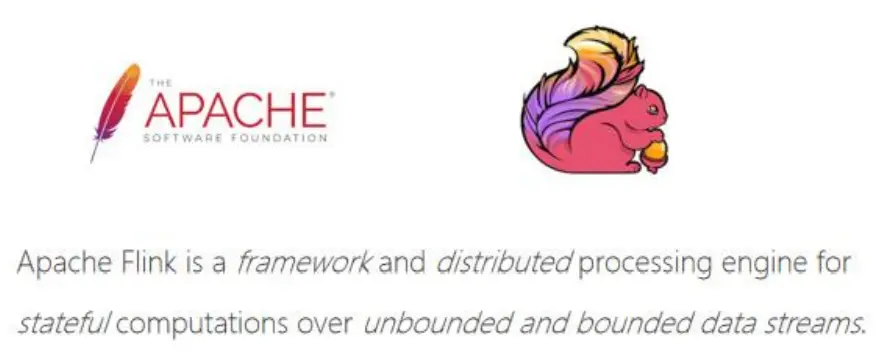 THE
APACHE®
SOFTWARE FOUNDATION
Apache Flink is a framework and distributed processing engine for
stateful computations over unbounded and bounded data streams.